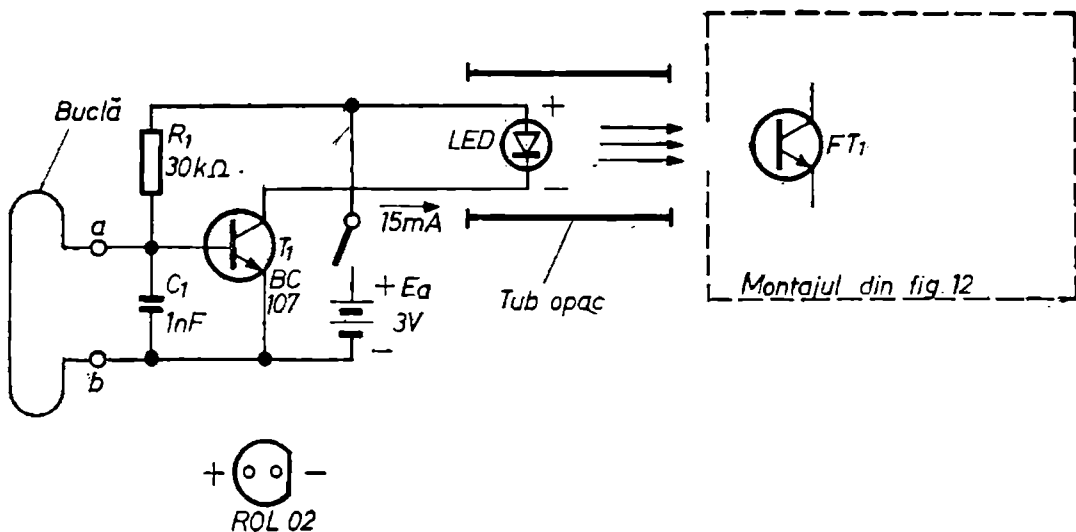 Buclă
R1
30kΩ
a
C1
1nF
b
T1
BC
107
15mA
+ Ea
3V
-
LED
+
-
Tub opac
FT1
Montajul din fig. 12
+ -
ROL 02